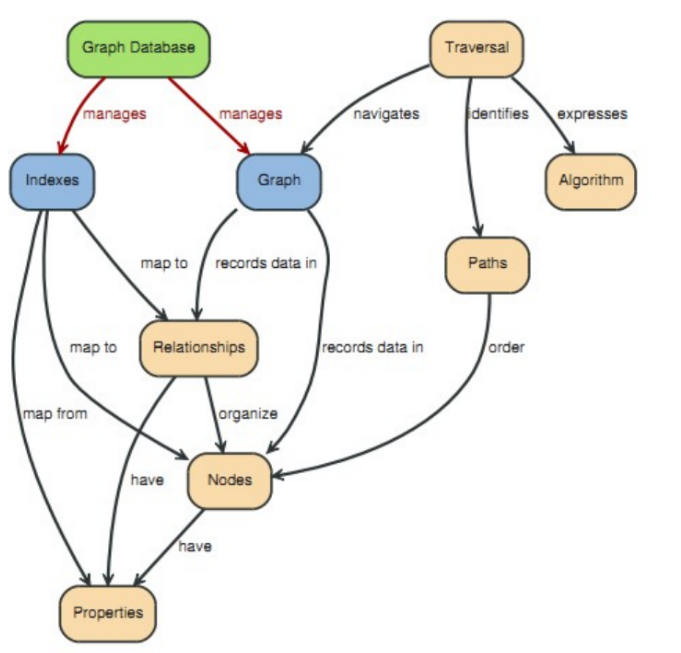 Graph Database
Traversal
manages
manages
navigates
identifies
expresses
Indexes
Graph
Algorithm
map to
records data in
Paths
map to
Relationships
records data in
order
map from
organize
have
Nodes
have
Properties